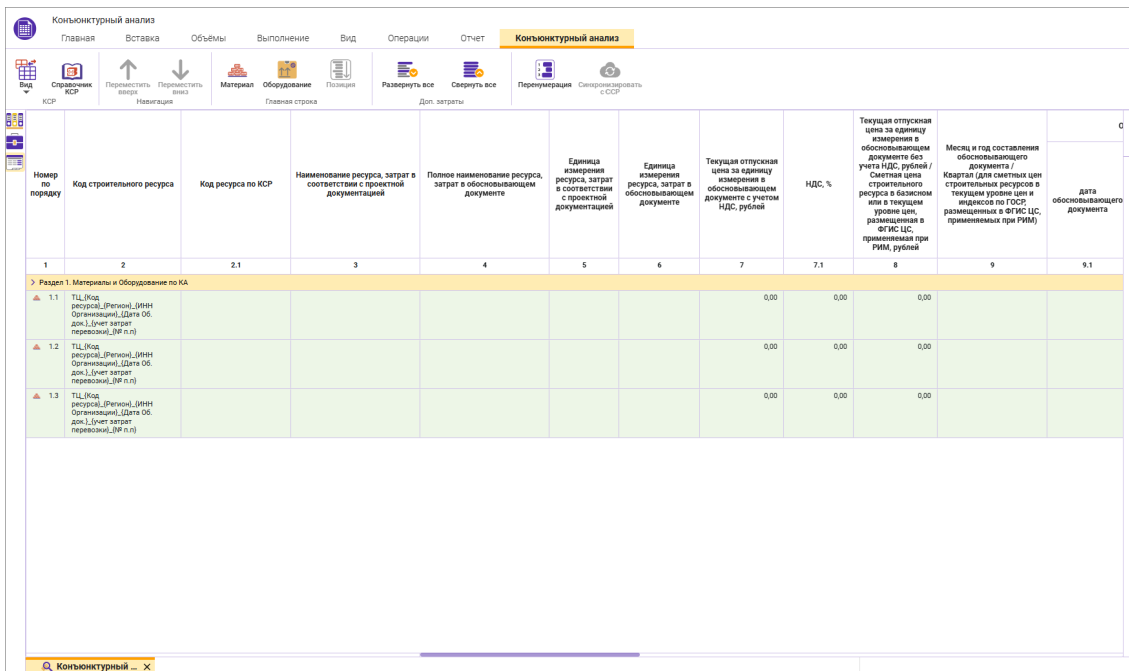 Конъюнктурный анализ
Главная Вставка Объёмы Выполнение Вид Операции Отчет Конъюнктурный анализ
Вид Справочник КСР Переместить вверх Переместить вниз Материал Оборудование Позиция Развернуть все Свернуть все Перенумерация Синхронизировать с ССР
КСР Навигация Главная строка Доп. затраты
Номер
по
порядку
Код строительного ресурса
Код ресурса по КСР
Наименование ресурса, затрат в
соответствии с проектной
документацией
Полное наименование ресурса,
затрат в обосновывающем
документе
Единица
измерения
ресурса, затрат
в соответствии
с проектной
документацией
Единица
измерения
ресурса, затрат в
обосновывающем
документе
Текущая отпускная
цена за единицу
измерения в
обосновывающем
документе с учетом
НДС, рублей
НДС, %
Текущая отпускная
цена за единицу
измерения в
обосновывающем
документе без
учета НДС, рублей /
Сметная цена
строительного
ресурса в базисном
или в текущем
уровне цен,
размещенная в
ФГИС ЦС,
применяемая при
РИМ, рублей
Месяц и год составления
обосновывающего
документа /
Квартал (для сметных цен
строительных ресурсов в
текущем уровне цен и
индексов по ГОСР,
размещенных в ФГИС ЦС,
применяемых при РИМ)
О
дата
обосновывающего
документа
1 2 2.1 3 4 5 6 7 7.1 8 9 9.1
Раздел 1. Материалы и Оборудование по КА
1.1 ТЦ_{Код 0,00 0,00 0,00
ресурса}_{Регион}_{ИНН
Организации}_{Дата Об.
док.}_{учет затрат
перевозки}_{№ п.п}
1.2 ТЦ_{Код 0,00 0,00 0,00
ресурса}_{Регион}_{ИНН
Организации}_{Дата Об.
док.}_{учет затрат
перевозки}_{№ п.п}
1.3 ТЦ_{Код 0,00 0,00 0,00
ресурса}_{Регион}_{ИНН
Организации}_{Дата Об.
док.}_{учет затрат
перевозки}_{№ п.п}
Конъюнктурный ...